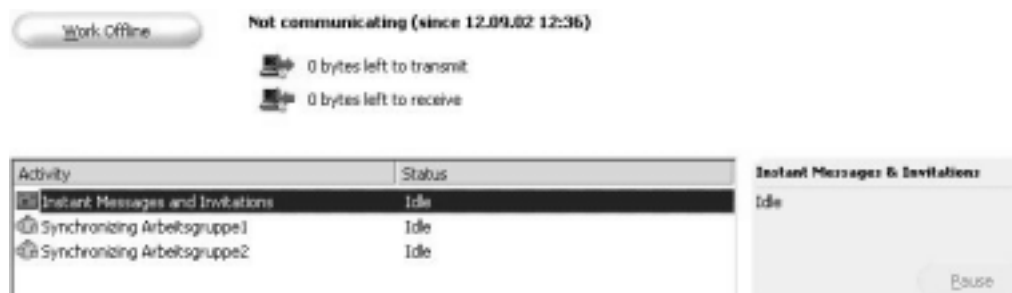 Work Offline
Not communicating (since 12.09.02 12:36)
0 bytes left to transmit
0 bytes left to receive
Activity Status
Instant Messages and Invitations Idle
Synchronizing Arbeitsgruppe1 Idle
Synchronizing Arbeitsgruppe2 Idle
Instant Messages & Invitations
Idle
Pause